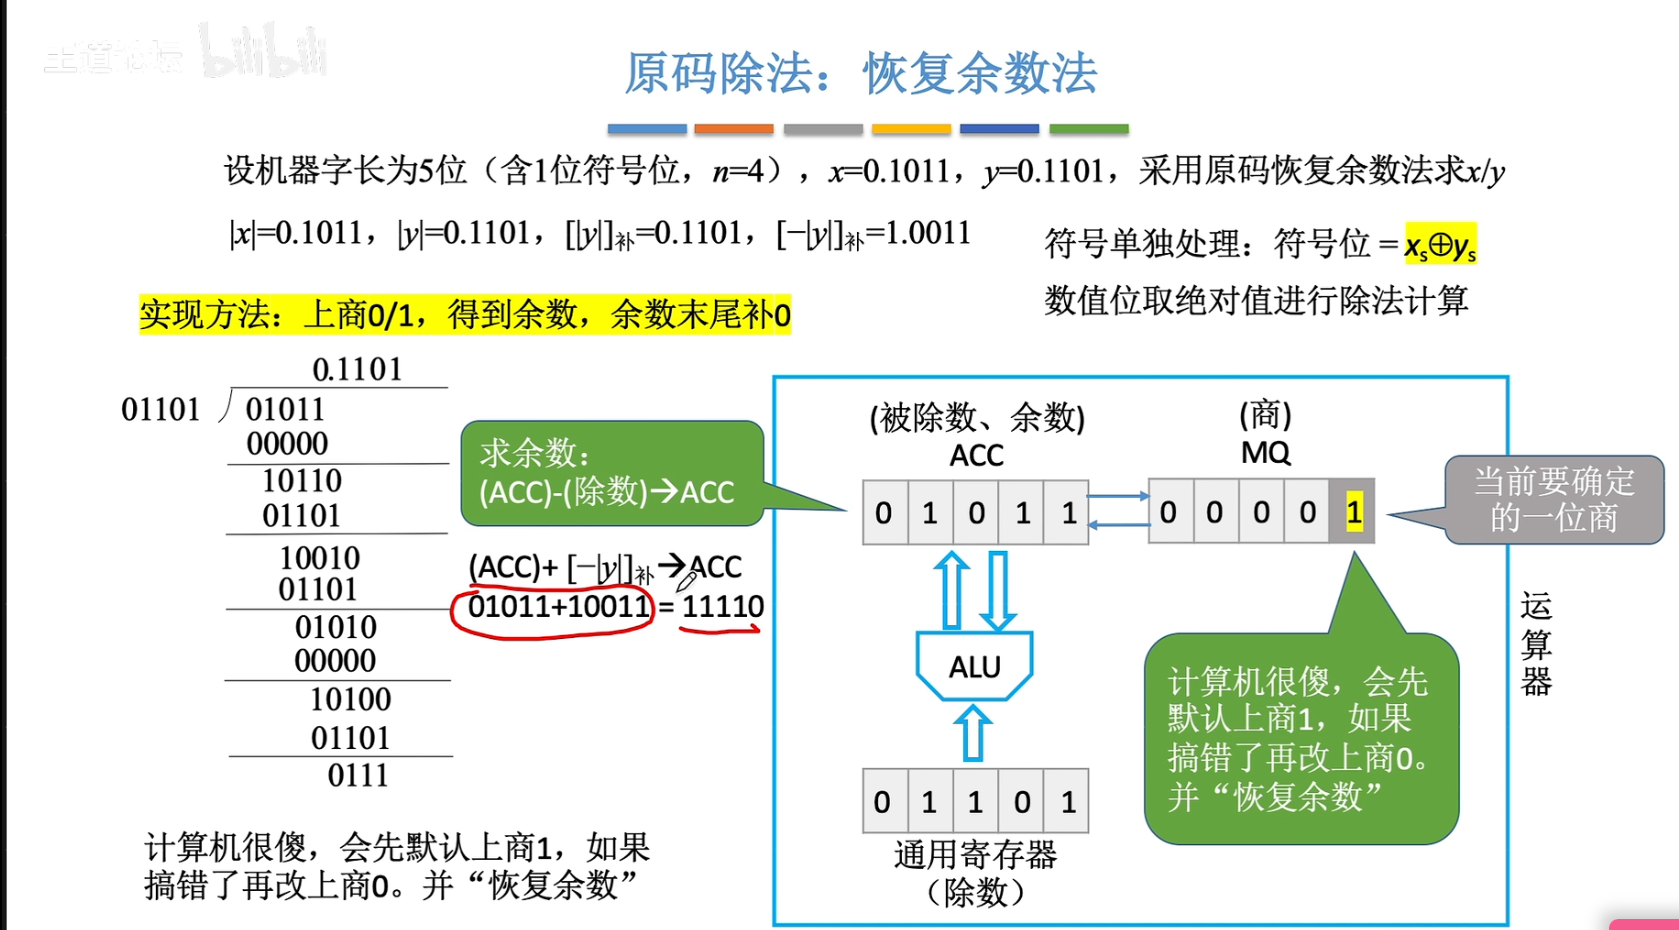 王道论坛 bilibili
原码除法：恢复余数法
设机器字长为5位（含1位符号位，n=4），x=0.1011，y=0.1101，采用原码恢复余数法求x/y
|x|=0.1011，|y|=0.1101，[|y|]补=0.1101，[−|y|]补=1.0011
符号单独处理：符号位 = xs⊕ys
数值位取绝对值进行除法计算
实现方法：上商0/1，得到余数，余数末尾补0
0.1101
01101
01011
00000
10110
01101
10010
01101
01010
00000
10100
01101
0111
求余数：
(ACC)-(除数)→ACC
(ACC)+ [−|y|]补→ACC
01011+10011 = 11110
计算机很傻，会先默认上商1，如果
搞错了再改上商0。并“恢复余数”
(被除数、余数)
ACC
0 1 0 1 1
(商)
MQ
0 0 0 0 1
当前要确定
的一位商
ALU
0 1 1 0 1
通用寄存器
（除数）
计算机很傻，会先
默认上商1，如果
搞错了再改上商0。
并“恢复余数”
运
算
器